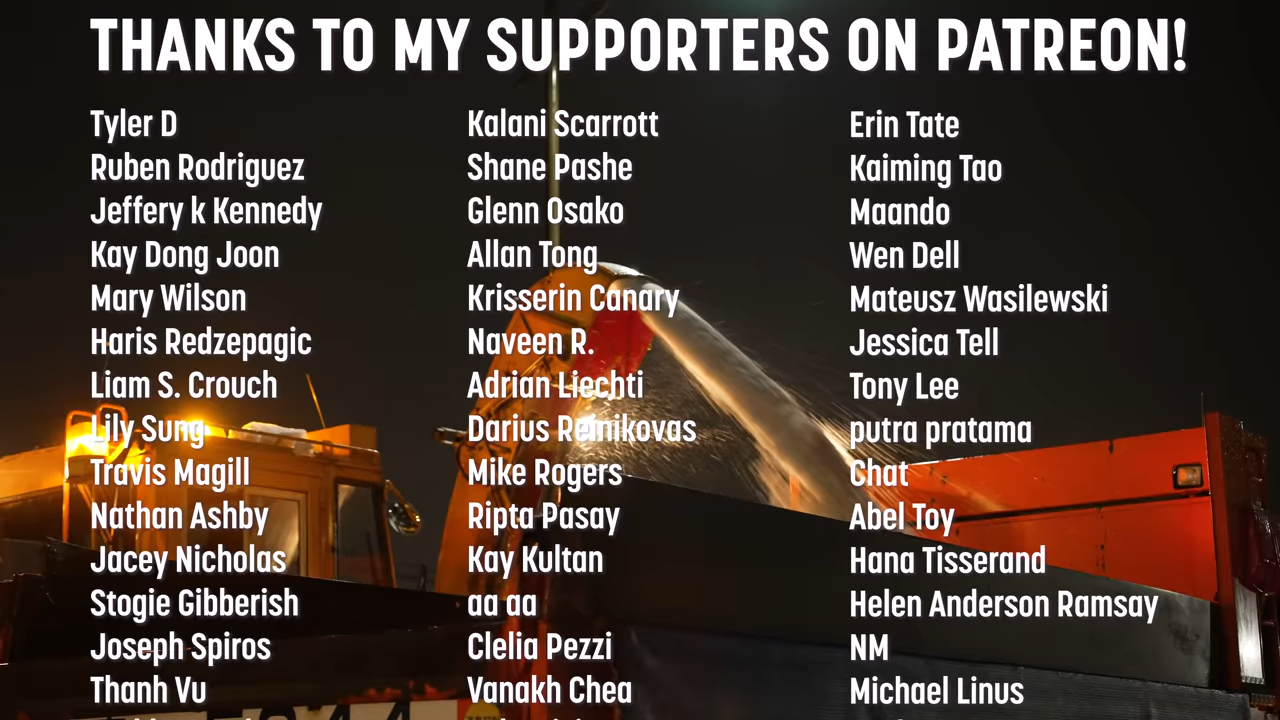 THANKS TO MY SUPPORTERS ON PATREON!
Tyler D
Ruben Rodriguez
Jeffery k Kennedy
Kay Dong Joon
Mary Wilson
Haris Redzepagic
Liam S. Crouch
Lily Sung
Travis Magill
Nathan Ashby
Jacey Nicholas
Stogie Gibberish
Joseph Spiros
Thanh Vu
Kalani Scarrott
Shane Pashe
Glenn Osako
Allan Tong
Krisserin Canary
Naveen R.
Adrian Liechti
Darius Reinikovas
Mike Rogers
Ripta Pasay
Kay Kultan
aa aa
Clelia Pezzi
Vanakh Chea
Erin Tate
Kaiming Tao
Maando
Wen Dell
Mateusz Wasilewski
Jessica Tell
Tony Lee
putra pratama
Chat
Abel Toy
Hana Tisserand
Helen Anderson Ramsay
NM
Michael Linus